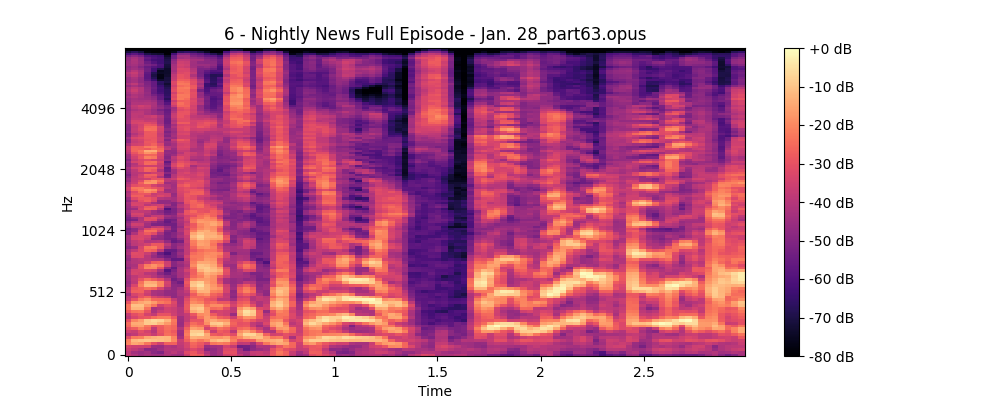 6 - Nightly News Full Episode - Jan. 28_part63.opus
Hz
4096
2048
1024
512
0
0
0.5
1
1.5
2
2.5
Time
+0 dB
-10 dB
-20 dB
-30 dB
-40 dB
-50 dB
-60 dB
-70 dB
-80 dB